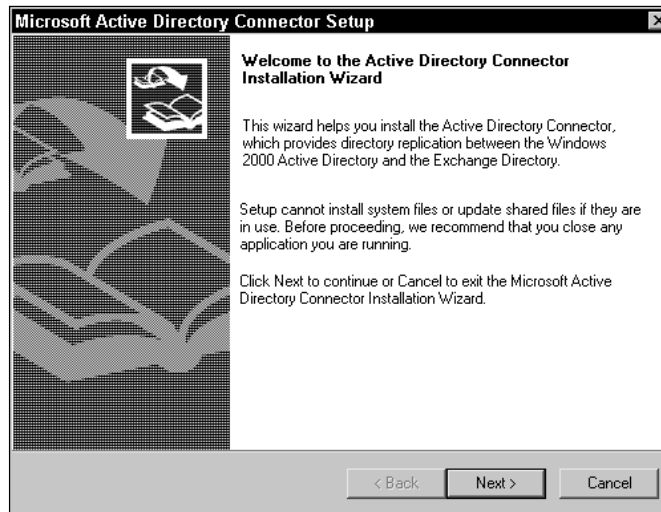 Microsoft Active Directory Connector Setup
Welcome to the Active Directory Connector
Installation Wizard
This wizard helps you install the Active Directory Connector,
which provides directory replication between the Windows
2000 Active Directory and the Exchange Directory.
Setup cannot install system files or update shared files if they are
in use. Before proceeding, we recommend that you close any
application you are running.
Click Next to continue or Cancel to exit the Microsoft Active
Directory Connector Installation Wizard.
< Back Next > Cancel